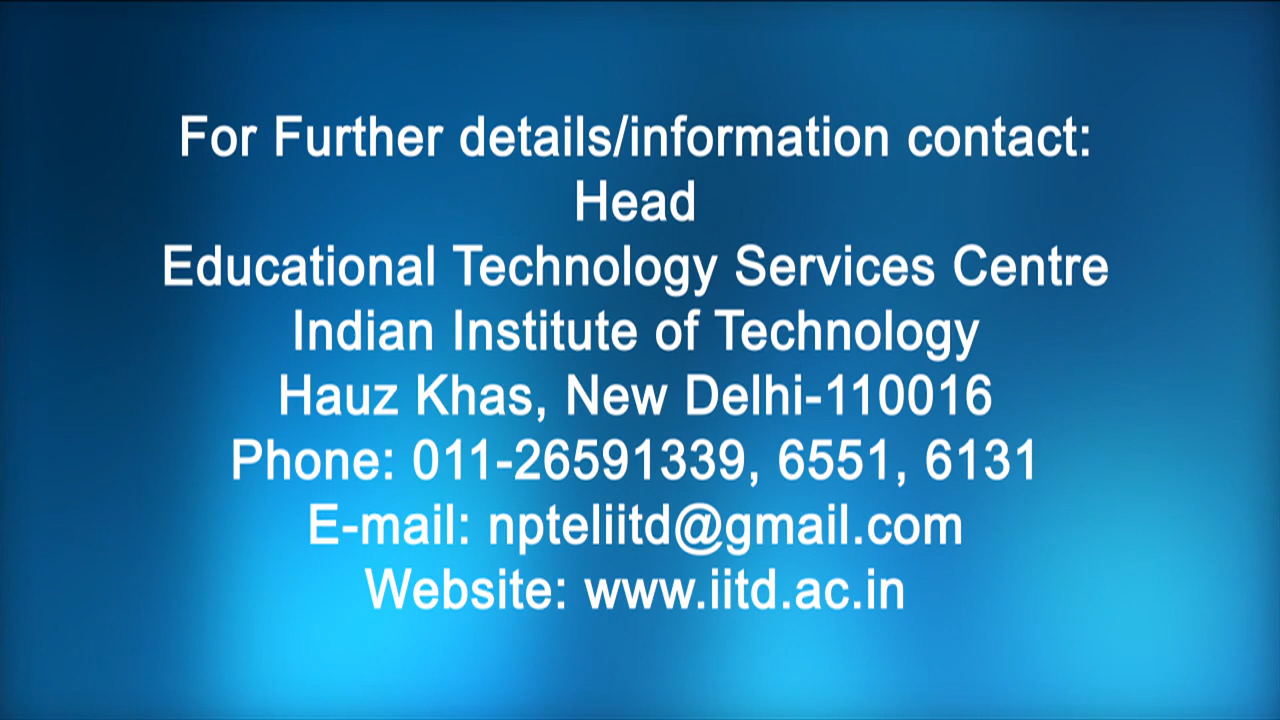 For Further details/information contact:
Head
Educational Technology Services Centre
Indian Institute of Technology
Hauz Khas, New Delhi-110016
Phone: 011-26591339, 6551, 6131
E-mail: npteliitd@gmail.com
Website: www.iitd.ac.in